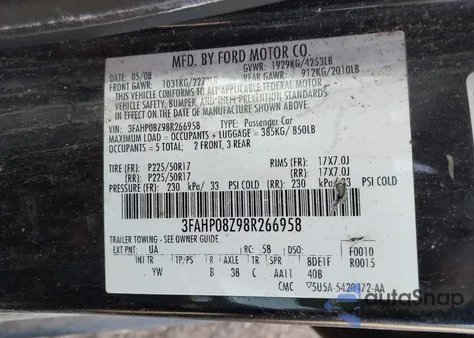 MFD. BY FORD MOTOR CO.
05/08 GVWR: 1929KG/4253LB
FRONT GAWR: 1031KG/2273LB REAR GAWR: 912KG/2010LB
THIS VEHICLE CONFORMS TO ALL APPLICABLE FEDERAL MOTOR VEHICLE
SAFETY, BUMPER, AND THEFT PREVENTION STANDARDS IN
EFFECT ON THE DATE OF MANUFACTURE SHOWN ABOVE.
VIN: 3FAHP08Z98R266958 TYPE: Passenger Car
MAXIMUM LOAD = OCCUPANTS + LUGGAGE = 385KG/ 850LB
OCCUPANTS = 5 TOTAL: 2 FRONT, 3 REAR
TIRE (FR) P225/50R17 RIMS (FR) 17X7.0J
(RR) P225/50R17 (RR) 17X7.0J
PRESSURE (FR) 230 kPa/ 33 PSI COLD (RR) 230 kPa/ 33 PSI COLD
3FAHP08Z98R266958
TRAILER TOWING - SEE OWNER GUIDE.
EXT PNT: UA RC: 58 DSO: F0010
BR TP/PS R AXLE TR SPR 8DE1F R0015
YW B 38 C AA11 40B
CMC 5U5A-5420472-AA
AutoSnap